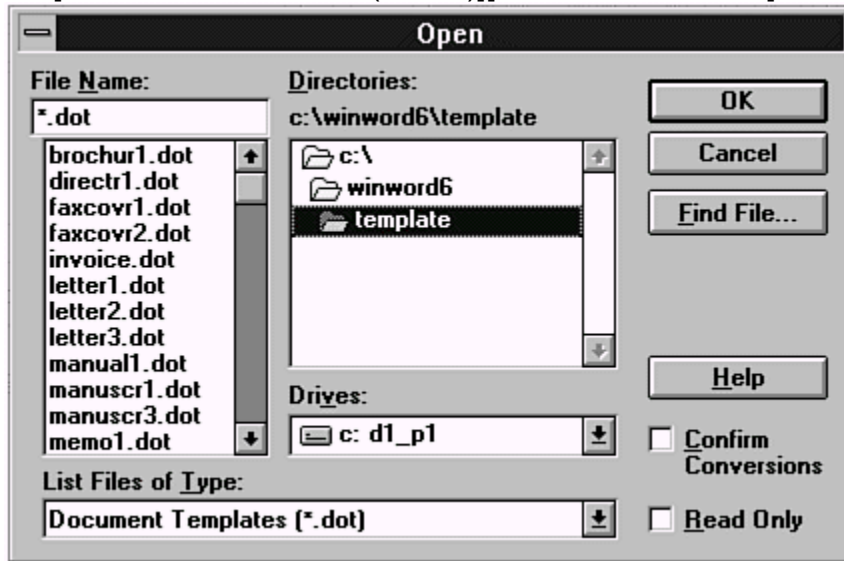 Open
File Name:
*.dot
brochur1.dot
directr1.dot
faxcovr1.dot
faxcovr2.dot
invoice.dot
letter1.dot
letter2.dot
letter3.dot
manual1.dot
manuscr1.dot
manuscr3.dot
memo1.dot
List Files of Type:
Document Templates (*.dot)
Directories:
c:\winword6\template
c:\
winword6
template
Drives:
c: d1_p1
OK
Cancel
Find File...
Help
Confirm
Conversions
Read Only